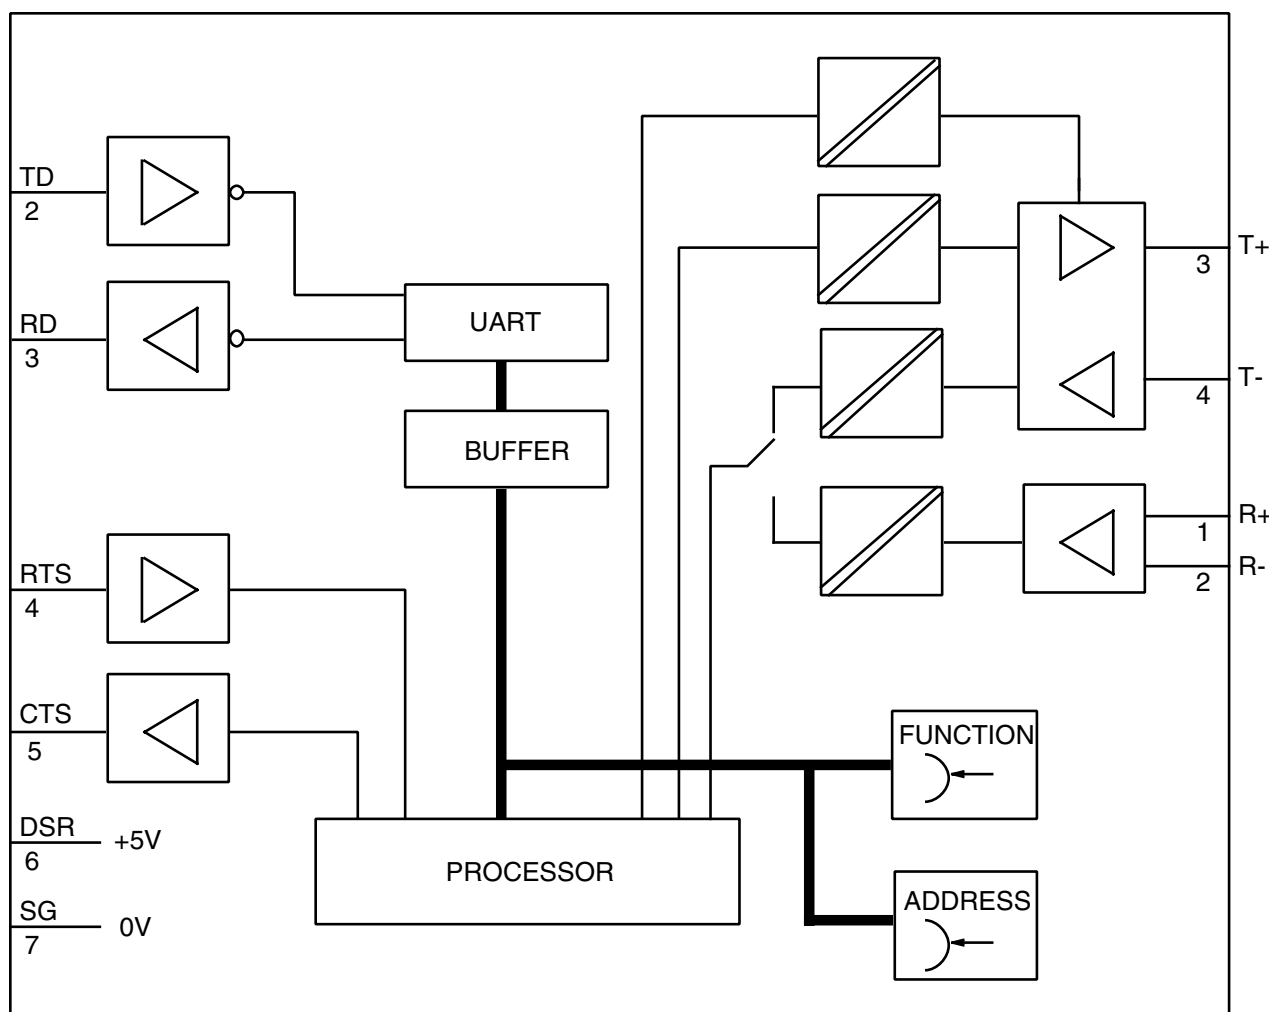 TD
2
RD
3
UART
BUFFER
RTS
4
CTS
5
DSR
6
+5V
SG
7
0V
PROCESSOR
T+
3
T-
4
R+
1
R-
2
FUNCTION
ADDRESS